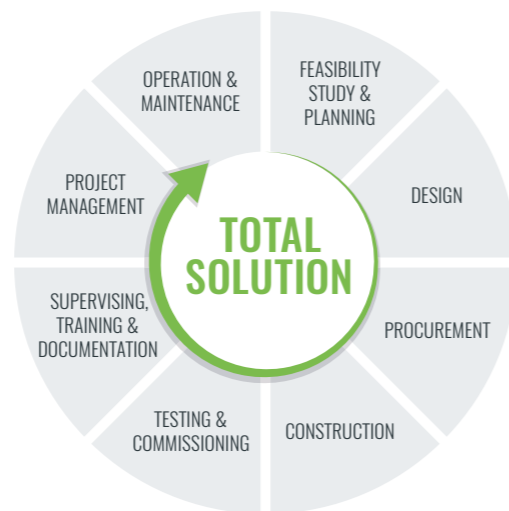 OPERATION &
MAINTENANCE
FEASIBILITY
STUDY &
PLANNING
PROJECT
MANAGEMENT
DESIGN
TOTAL
SOLUTION
SUPERVISING,
TRAINING &
DOCUMENTATION
PROCUREMENT
TESTING &
COMMISSIONING
CONSTRUCTION